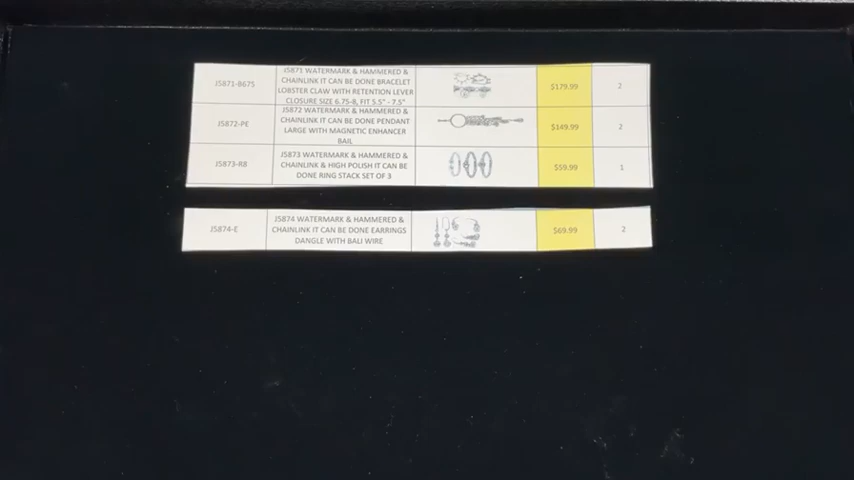 J5871-B675
J5871 WATERMARK & HAMMERED &
CHAINLINK IT CAN BE DONE BRACELET
LOBSTER CLAW WITH RETENTION LEVER
CLOSURE SIZE 6.75-8, FIT 5.5" - 7.5"
$179.99
2
J5872-PE
J5872 WATERMARK & HAMMERED &
CHAINLINK IT CAN BE DONE PENDANT
LARGE WITH MAGNETIC ENHANCER
BAIL
$149.99
2
J5873-R8
J5873 WATERMARK & HAMMERED &
CHAINLINK & HIGH POLISH IT CAN BE
DONE RING STACK SET OF 3
$59.99
1
J5874-E
J5874 WATERMARK & HAMMERED &
CHAINLINK IT CAN BE DONE EARRINGS
DANGLE WITH BALI WIRE
$69.99
2